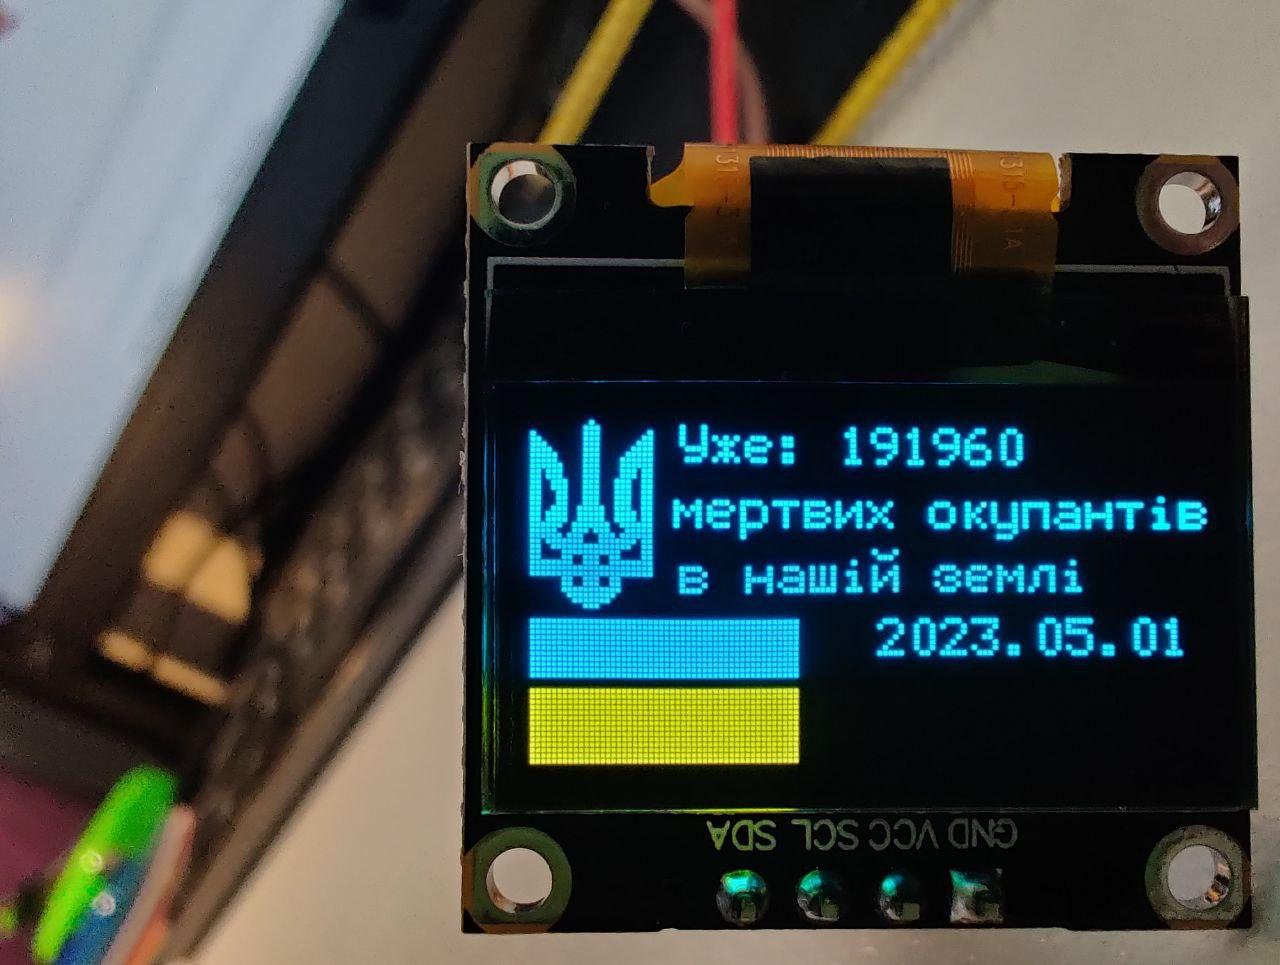 Уже: 191960
мертвих окупантів
в нашій землі
2023.05.01
GND VCC SCL SDA